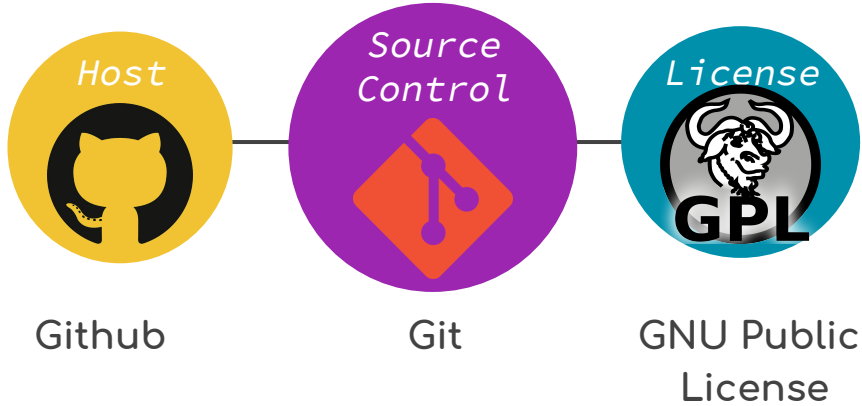 Host
Source
Control
License
GPL
Github
Git
GNU Public
License